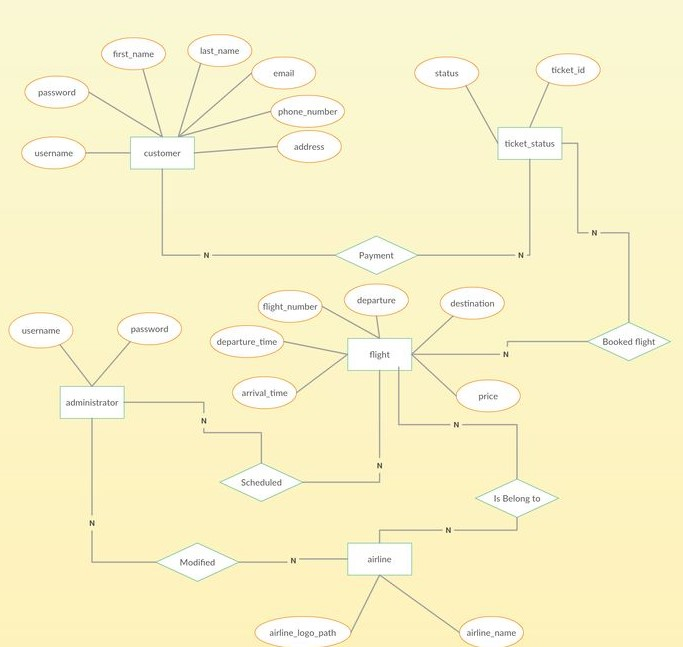 last_name
first_name
email
status
ticket_id
password
phone_number
customer
ticket_status
username
address
N
N
Payment
N
flight_number
departure
destination
username
password
departure_time
flight
N
Booked flight
arrival_time
price
administrator
N
N
N
Scheduled
Is Belong to
N
N
Modified
N
airline
airline_logo_path
airline_name